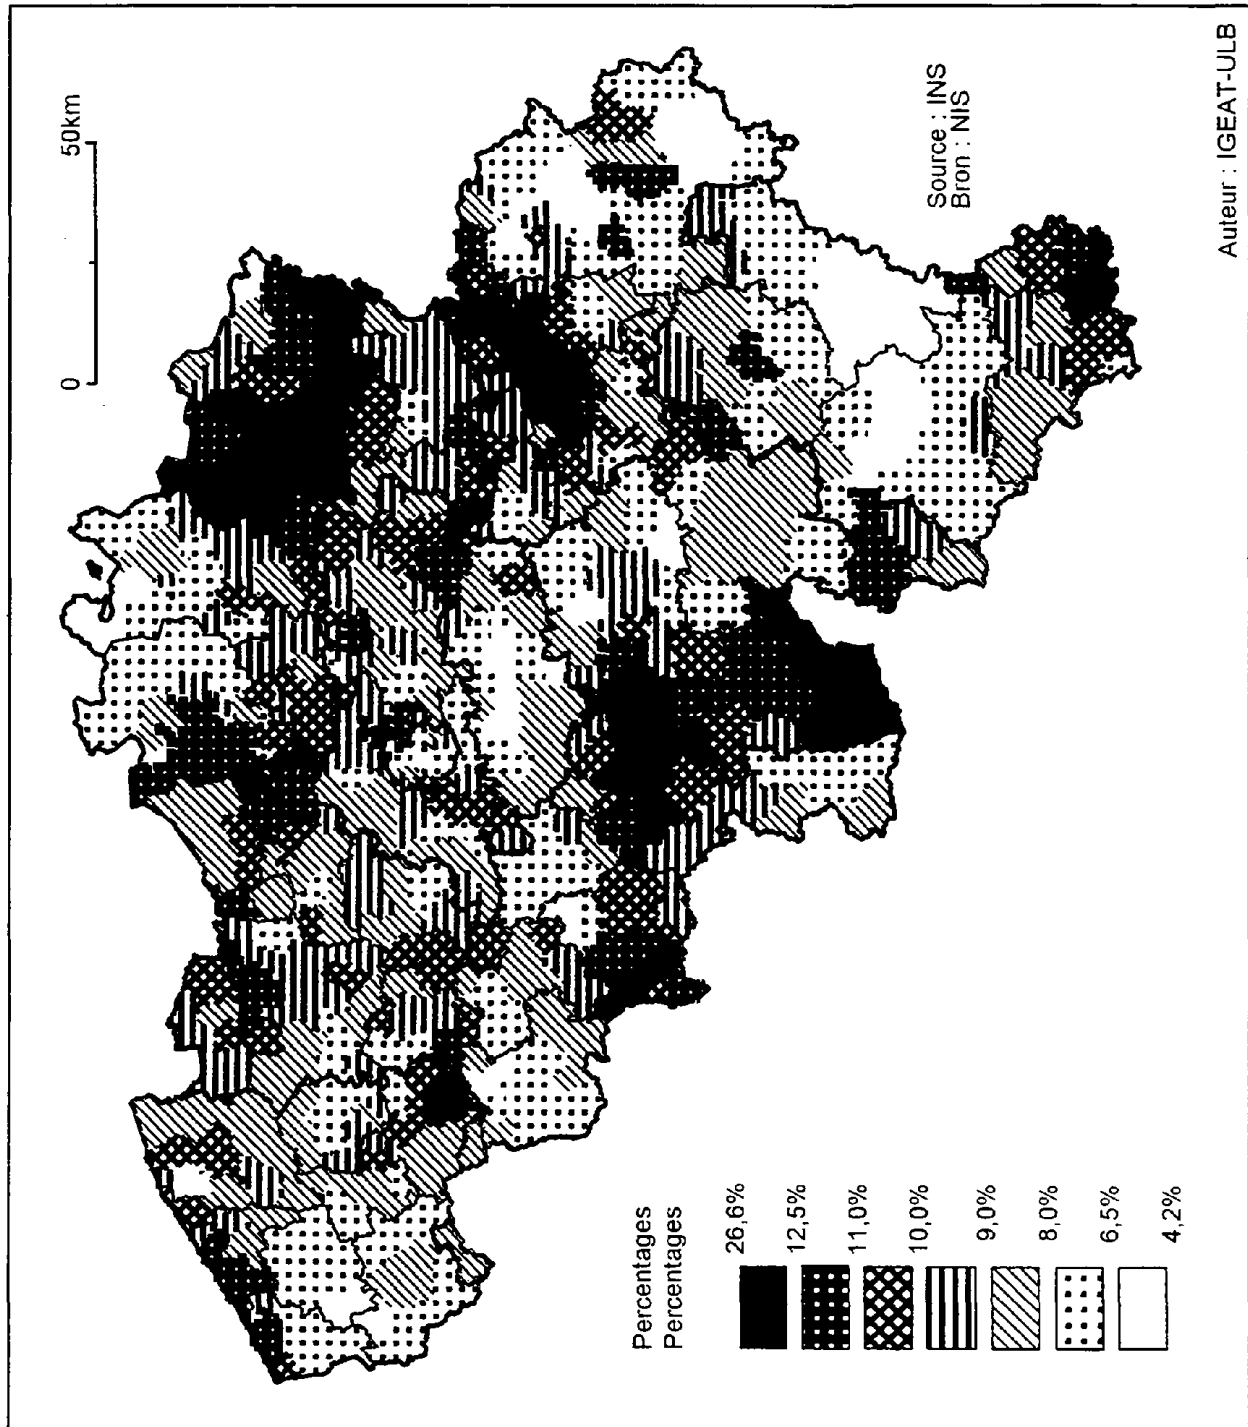 0 50km
Percentages
Percentages
26,6%
12,5%
11,0%
10,0%
9,0%
8,0%
6,5%
4,2%
Source : INS
Bron : NIS
Auteur : IGEAT-ULB